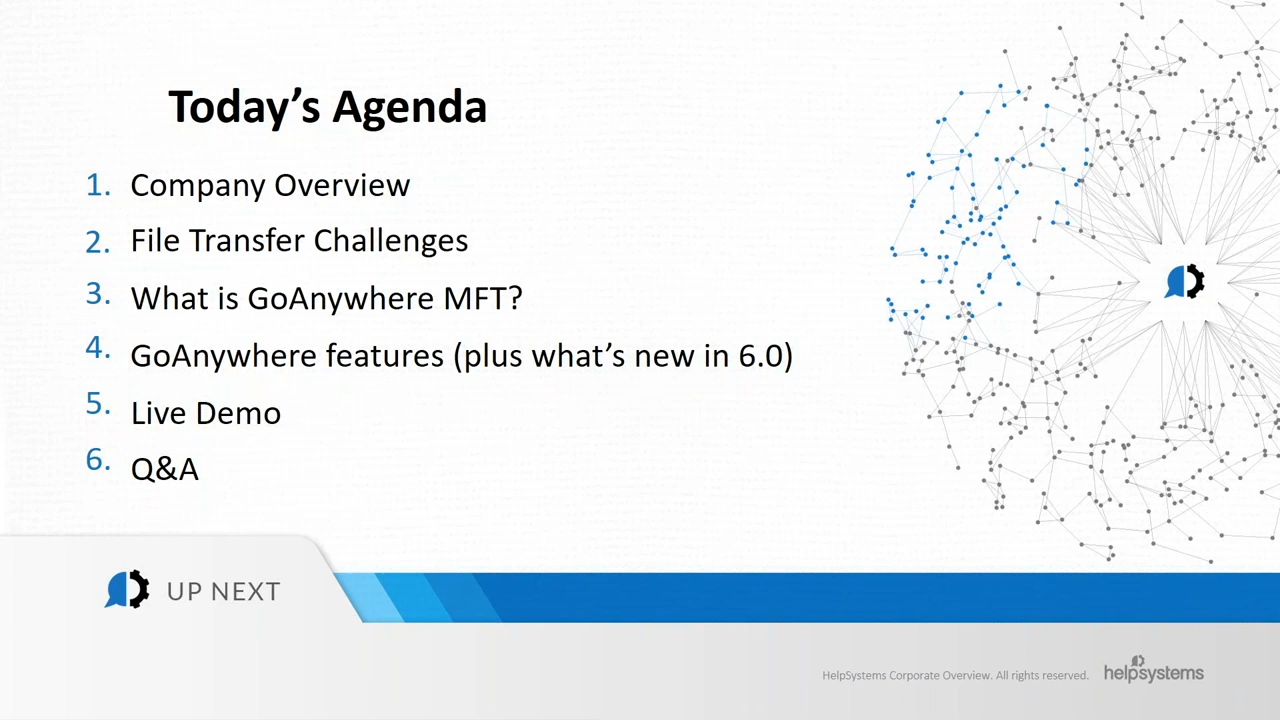 Today’s Agenda
1. Company Overview
2. File Transfer Challenges
3. What is GoAnywhere MFT?
4. GoAnywhere features (plus what’s new in 6.0)
5. Live Demo
6. Q&A
UP NEXT
HelpSystems Corporate Overview. All rights reserved.
helpsystems